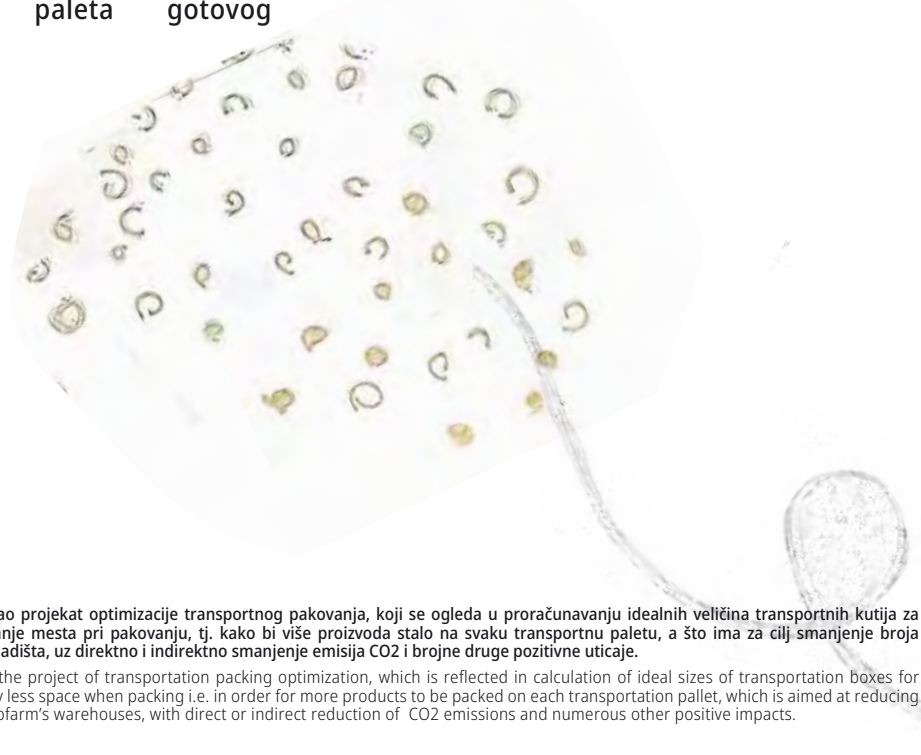 paleta gotovog
ao projekat optimizacije transportnog pakovanja, koji se ogleda u proračunavanju idealnih veličina transportnih kutija za
nje mesta pri pakovanju, tj. kako bi više proizvoda stalo na svaku transportnu paletu, a što ima za cilj smanjenje broja
adišta, uz direktno i indirektno smanjenje emisija CO2 i brojne druge pozitivne uticaje.
the project of transportation packing optimization, which is reflected in calculation of ideal sizes of transportation boxes for
y less space when packing i.e. in order for more products to be packed on each transportation pallet, which is aimed at reducing
ofarm's warehouses, with direct or indirect reduction of CO2 emissions and numerous other positive impacts.